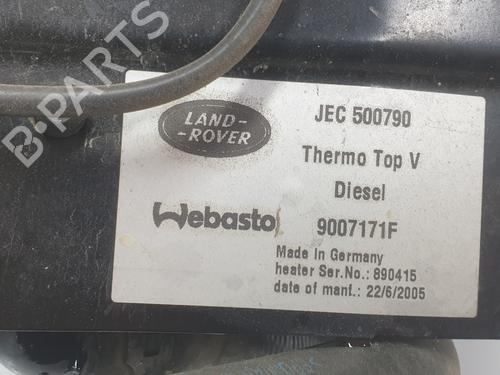 B-PARTS
LAND-
-ROVER
JEC 500790
Thermo Top V
Diesel
Webasto
9007171F
Made in Germany
heater Ser.No.: 890415
date of manf.: 22/6/2005